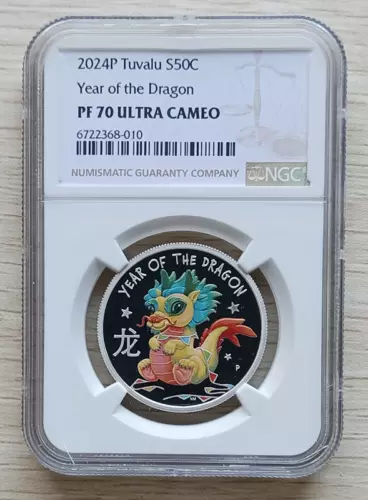 2024P Tuvalu S50C
Year of the Dragon
PF 70 ULTRA CAMEO
6722368-010
NUMISMATIC GUARANTY COMPANY
NGC
YEAR OF THE DRAGON
龙
P